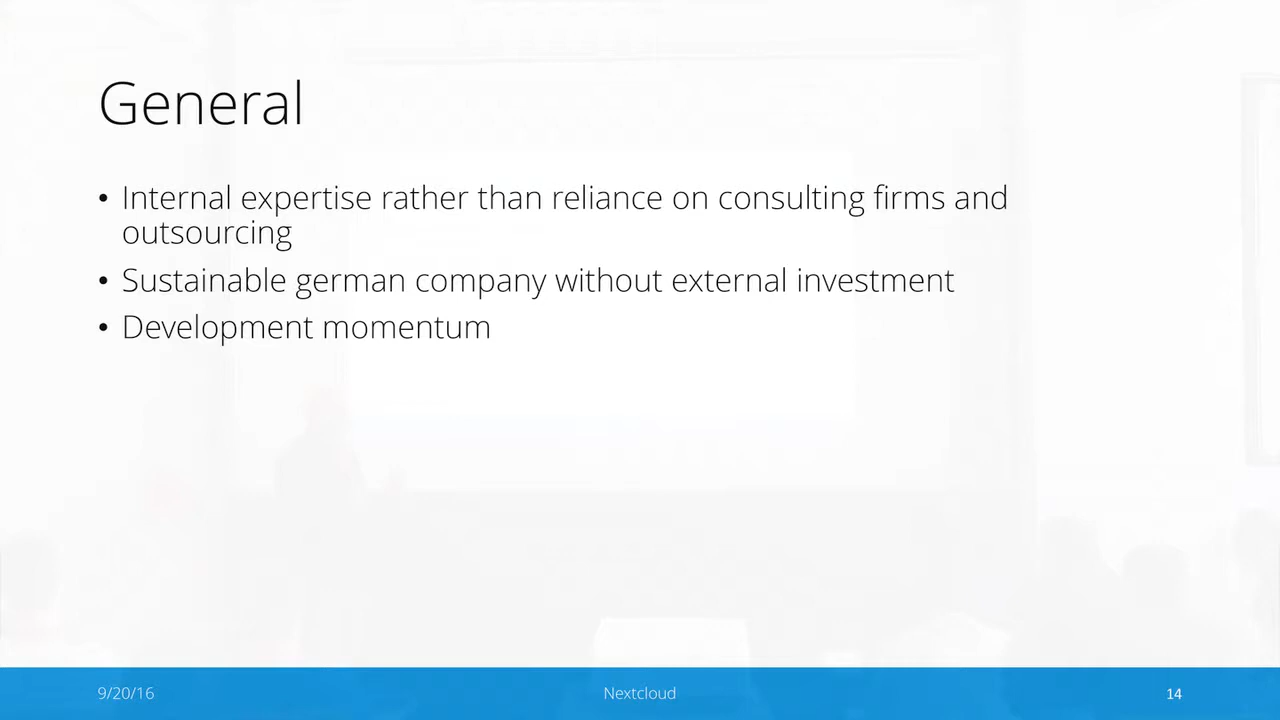 General
• Internal expertise rather than reliance on consulting firms and
outsourcing
• Sustainable german company without external investment
• Development momentum
9/20/16
Nextcloud
14